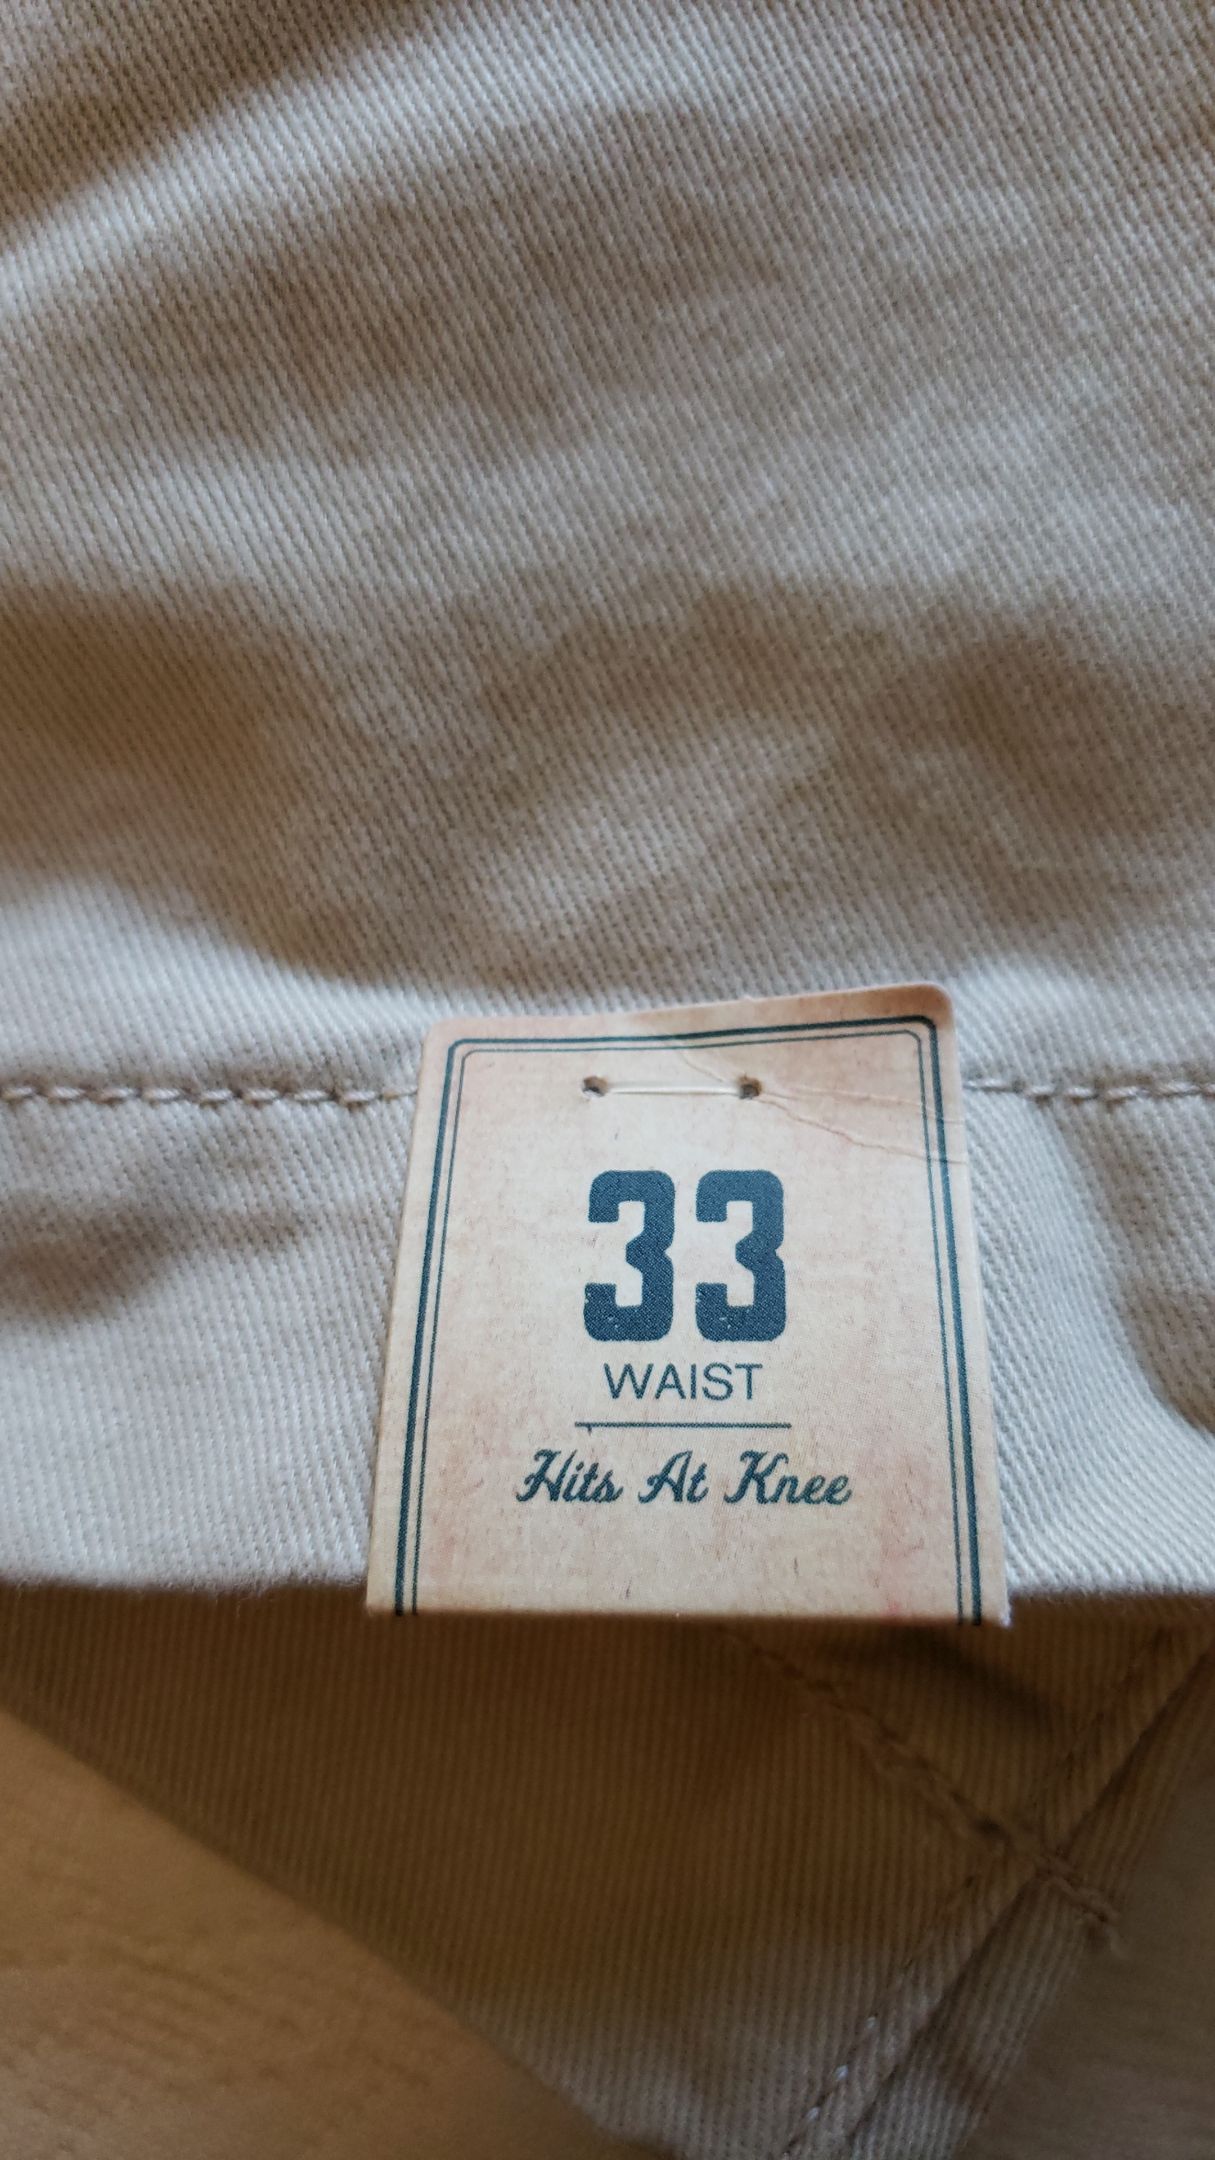 33
WAIST
Hits At Knee